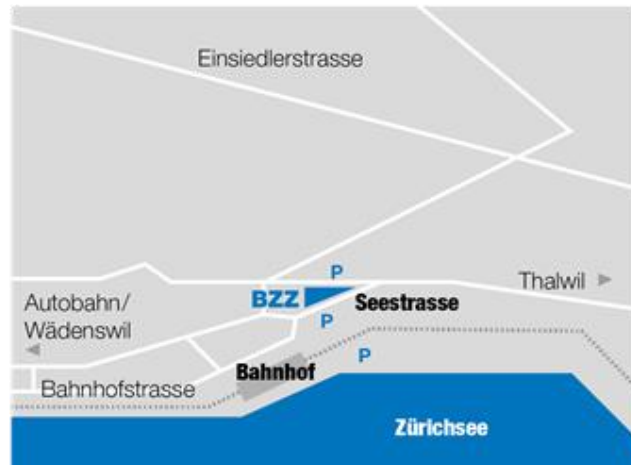 Einsiedlerstrasse
P
Thalwil
BZZ
Seestrasse
Autobahn/
Wädenswil
P
P
Bahnhof
Bahnhofstrasse
Zürichsee